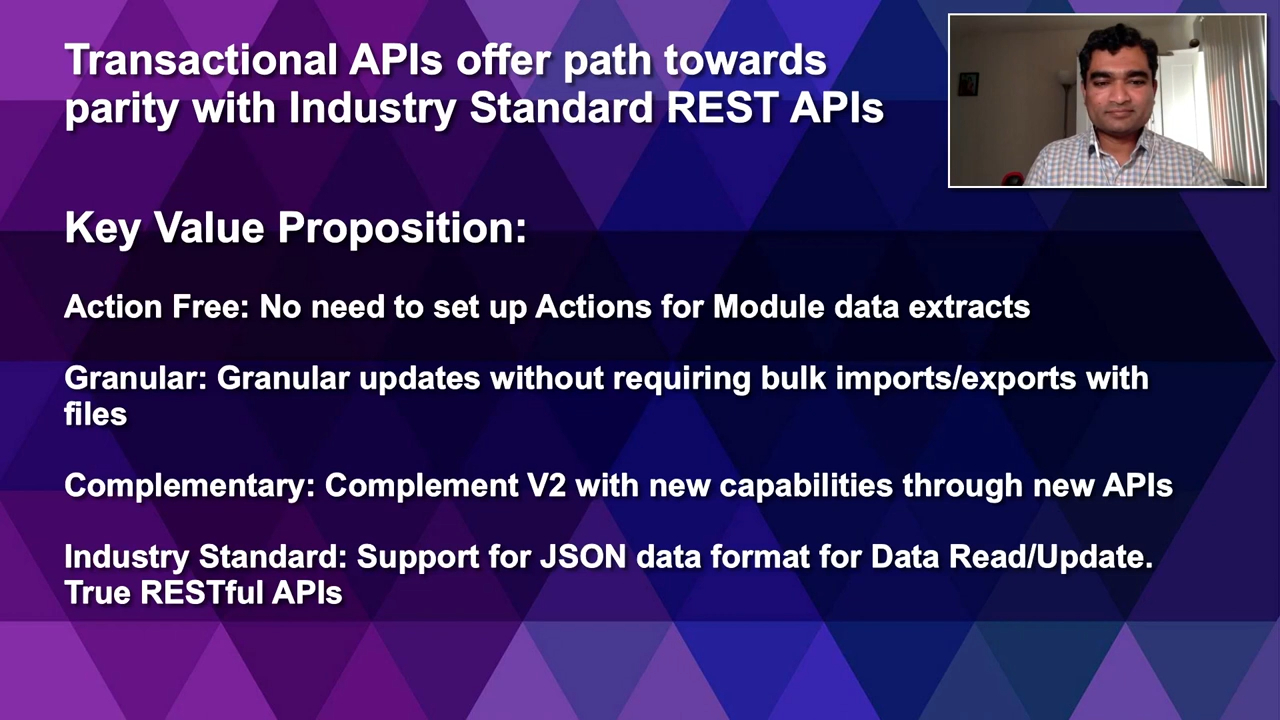 Transactional APIs offer path towards
parity with Industry Standard REST APIs
Key Value Proposition:
Action Free: No need to set up Actions for Module data extracts
Granular: Granular updates without requiring bulk imports/exports with
files
Complementary: Complement V2 with new capabilities through new APIs
Industry Standard: Support for JSON data format for Data Read/Update.
True RESTful APIs